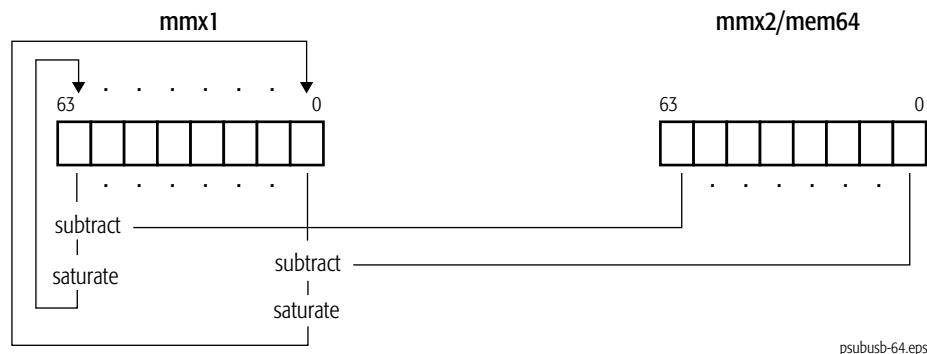 mmx1 mmx2/mem64
. . . . . .
63 0 63 0
. . . . . . . . . . . .
subtract
saturate subtract
saturate
psubusb-64.eps